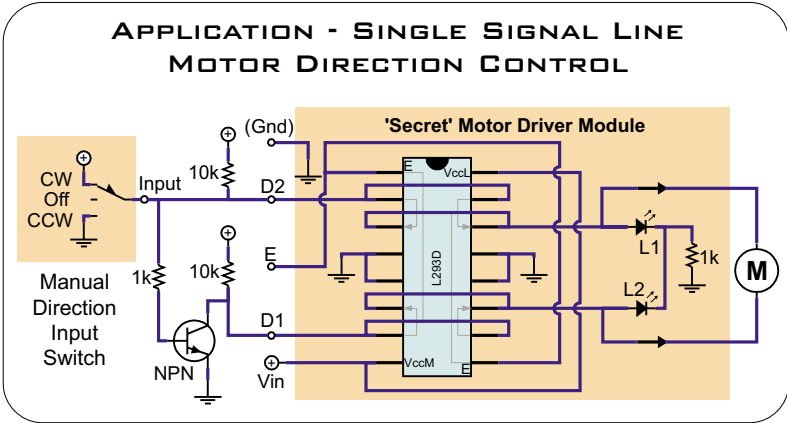 APPLICATION - SINGLE SIGNAL LINE
MOTOR DIRECTION CONTROL
'Secret' Motor Driver Module
(Gnd)
CW
Off
CCW
Input
10k
D2
E
VccL
E
10k
1k
L293D
L1
L2
1k
M
Manual
Direction
Input
Switch
NPN
D1
Vin
VccM
E